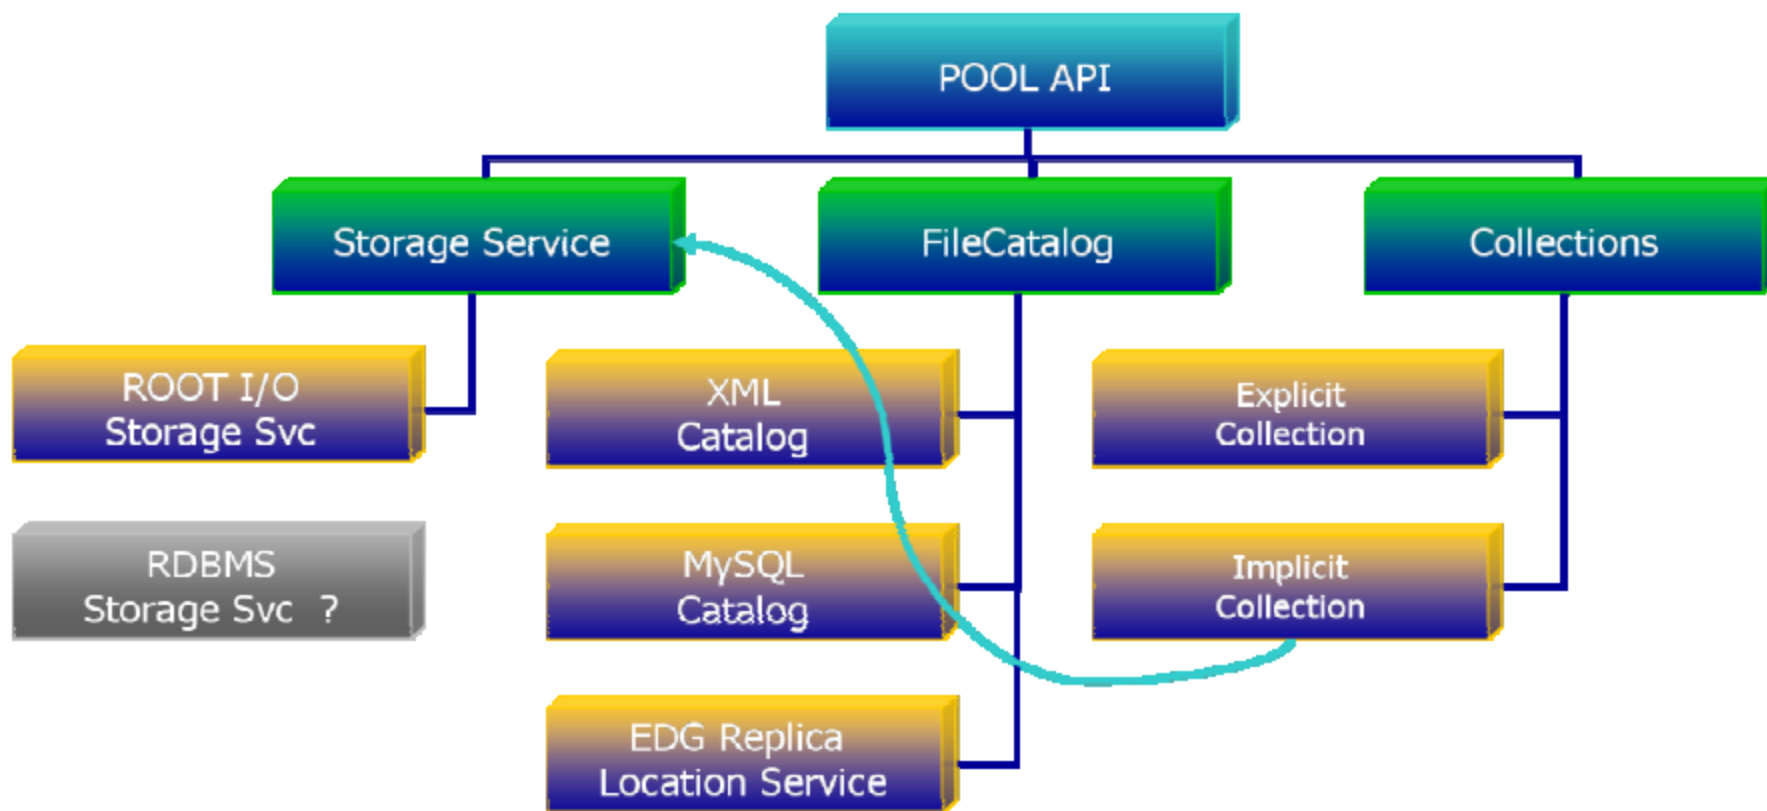 POOL API
Storage Service
FileCatalog
Collections
ROOT I/O
Storage Svc
XML
Catalog
Explicit
Collection
RDBMS
Storage Svc ?
MySQL
Catalog
Implicit
Collection
EDG Replica
Location Service